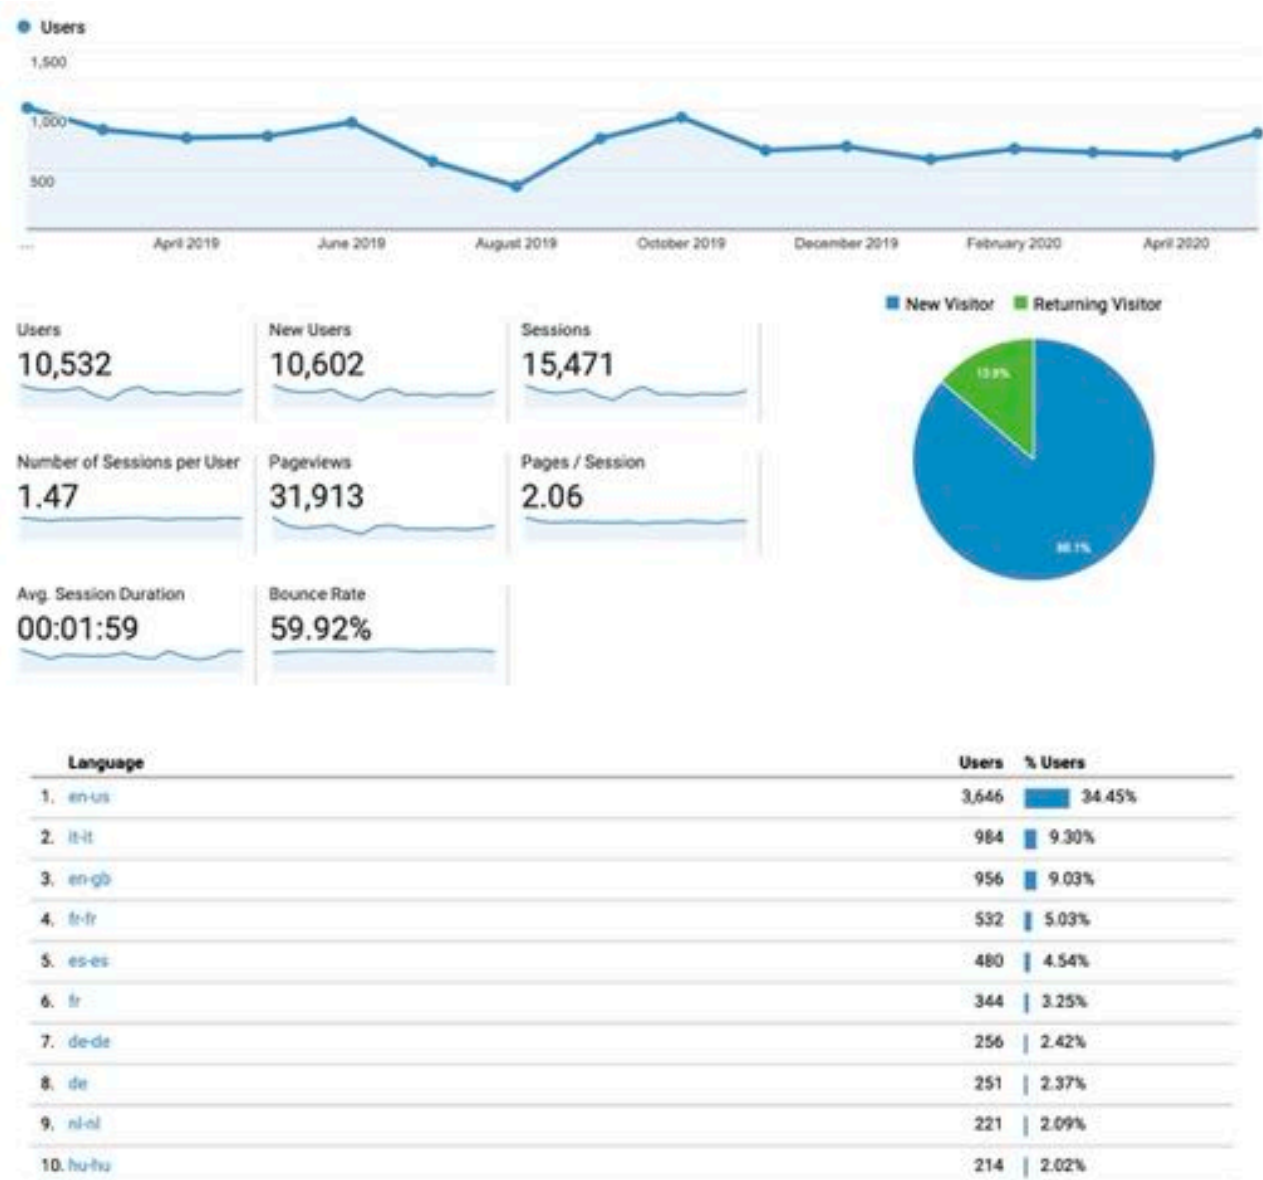 Users
1,500
1,000
500
...
April 2019 June 2019 August 2019 October 2019 December 2019 February 2020 April 2020
New Visitor Returning Visitor
Users New Users Sessions
10,532 10,602 15,471
13.9%
86.1%
Number of Sessions per User Pageviews Pages / Session
1.47 31,913 2.06
Avg. Session Duration Bounce Rate
00:01:59 59.92%
Language Users % Users
1. en-us 3,646 34.45%
2. it-it 984 9.30%
3. en-gb 956 9.03%
4. fr-fr 532 5.03%
5. es-es 480 4.54%
6. fr 344 3.25%
7. de-de 256 2.42%
8. de 251 2.37%
9. nl-nl 221 2.09%
10. hu-hu 214 2.02%